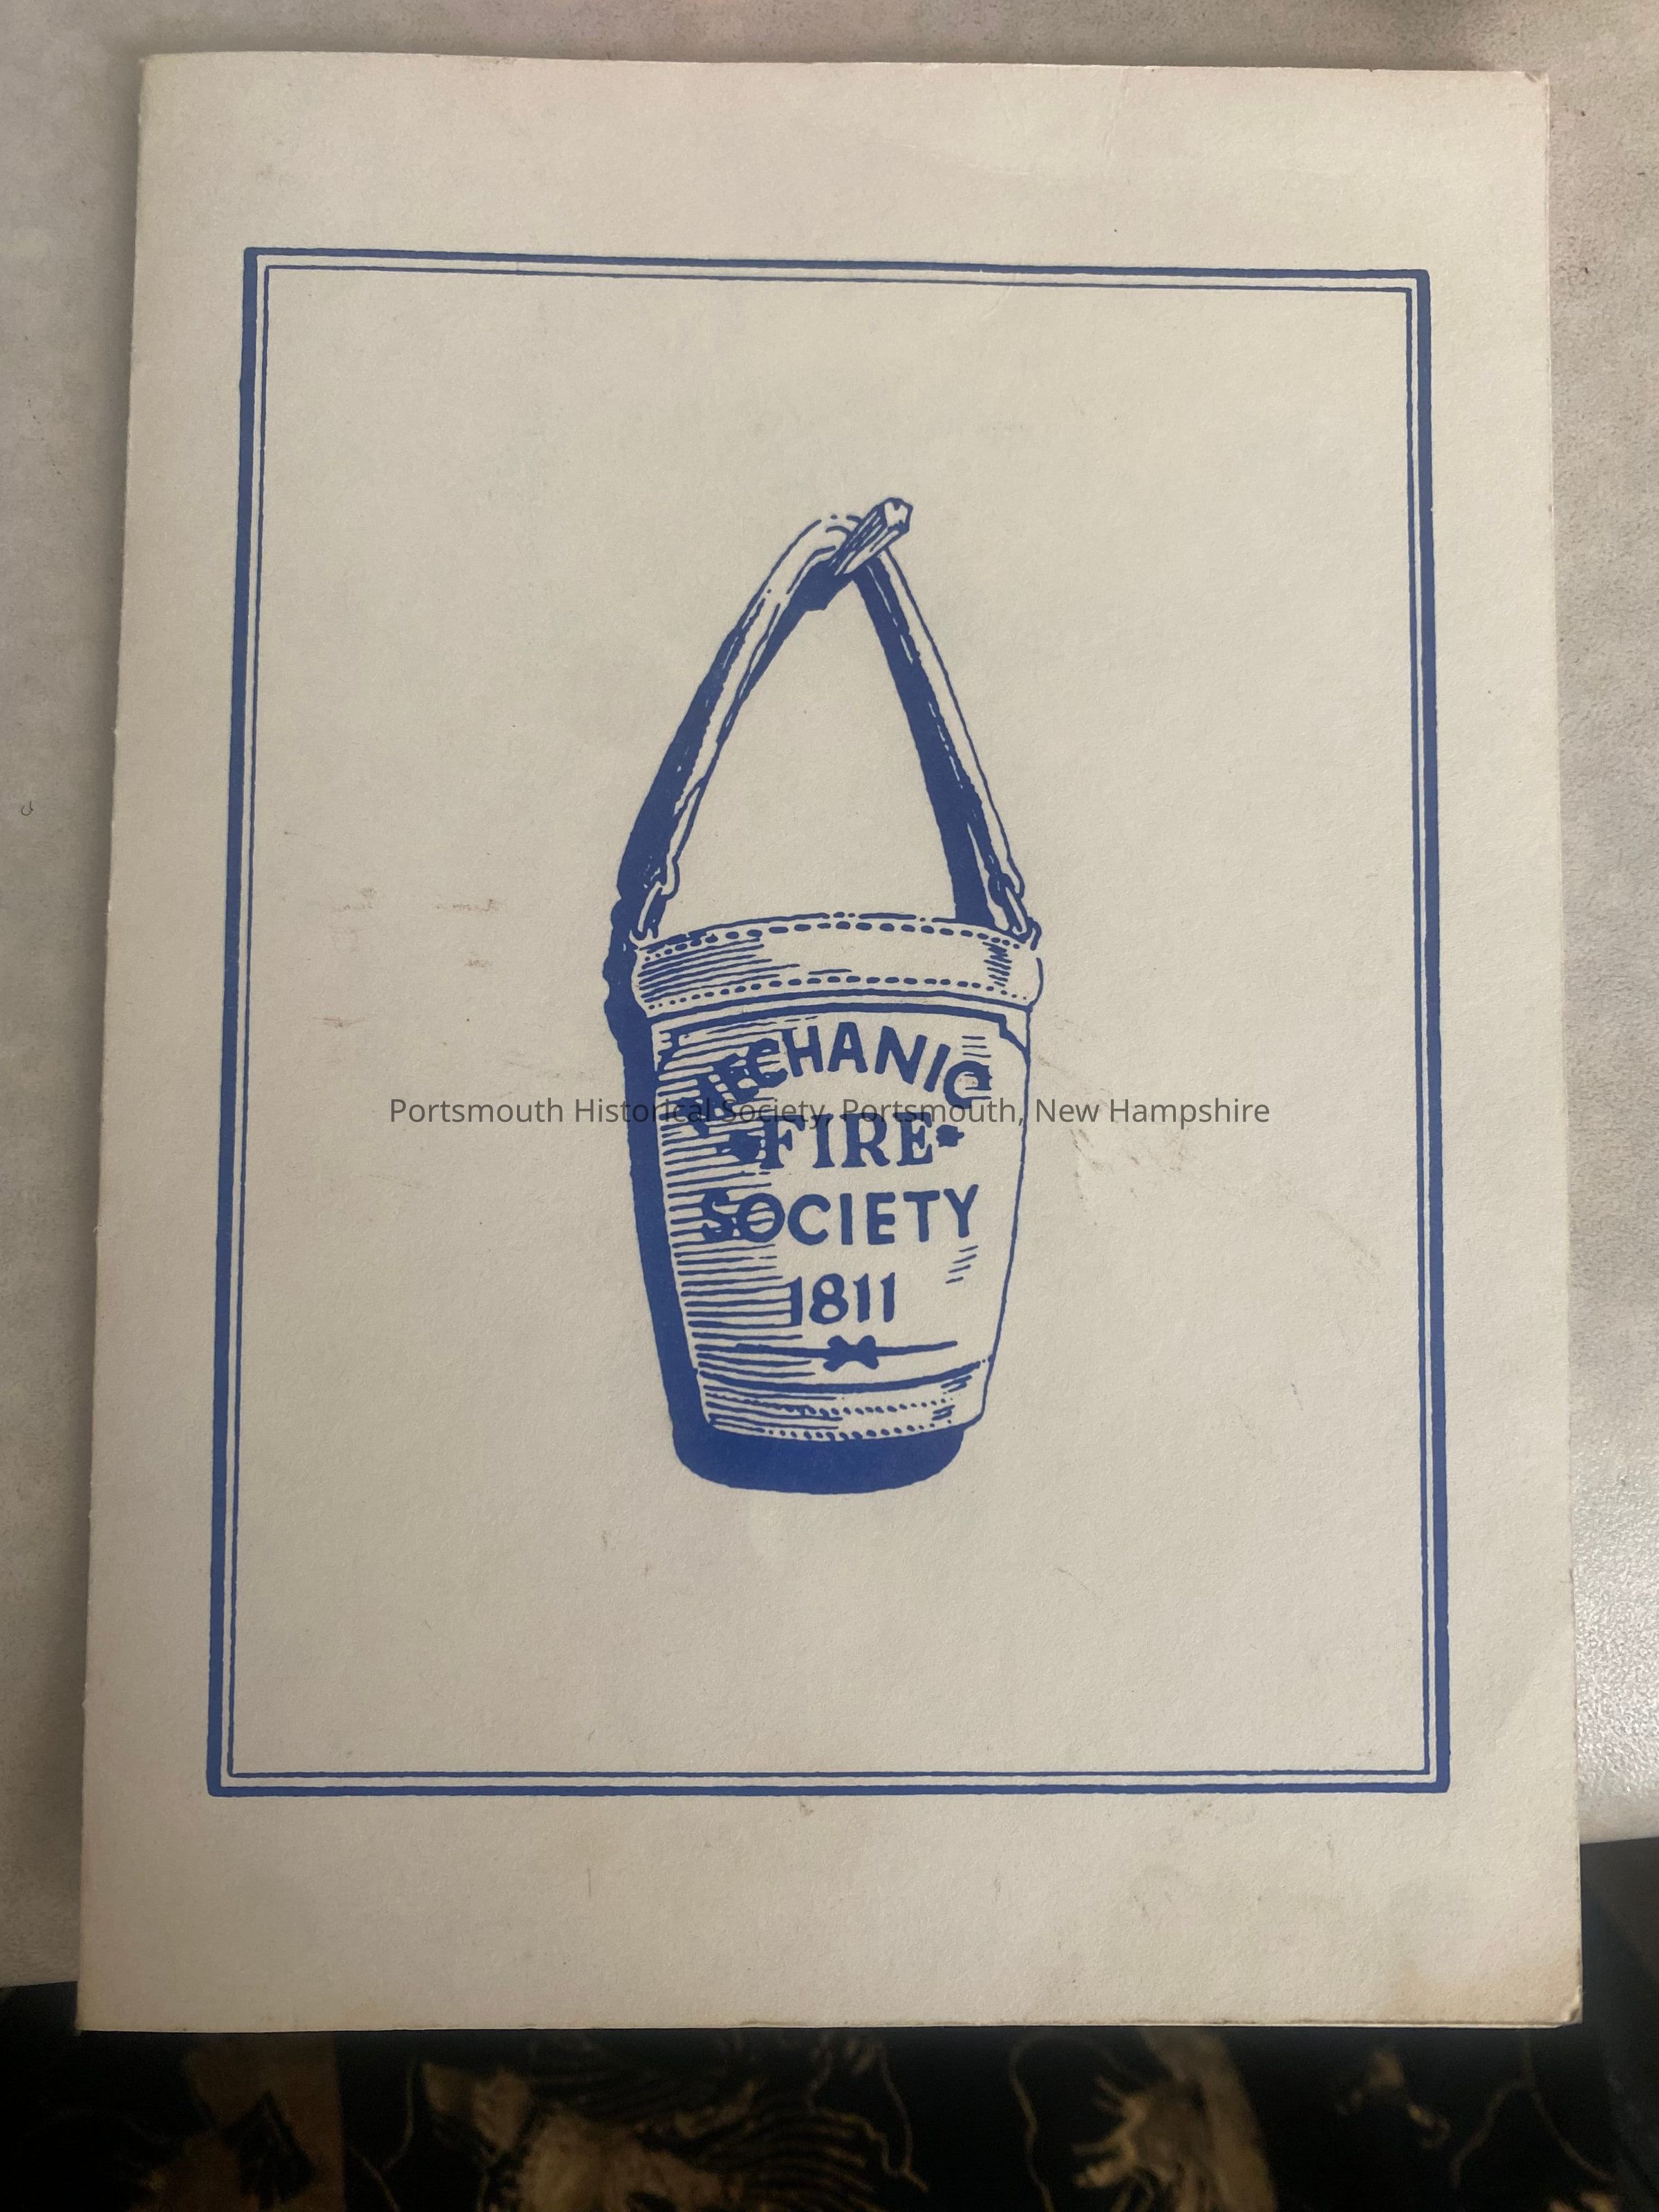 MECHANIC
FIRE
SOCIETY
1811
Portsmouth Historical Society, Portsmouth, New Hampshire